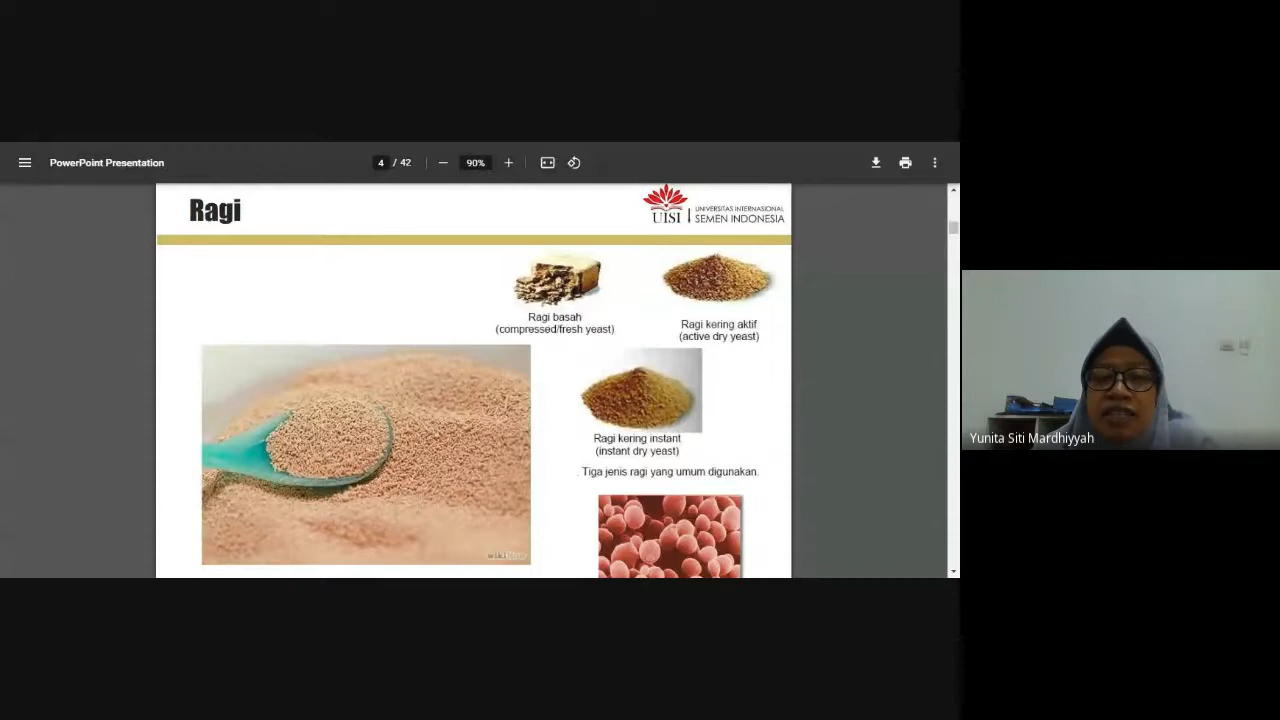 PowerPoint Presentation
4 / 42
90%
Ragi
UISI
UNIVERSITAS INTERNASIONAL
SEMEN INDONESIA
Ragi basah
(compressed/fresh yeast)
Ragi kering aktif
(active dry yeast)
Ragi kering instant
(instant dry yeast)
. Tiga jenis ragi yang umum digunakan.
Yunita Siti Mardhiyyah